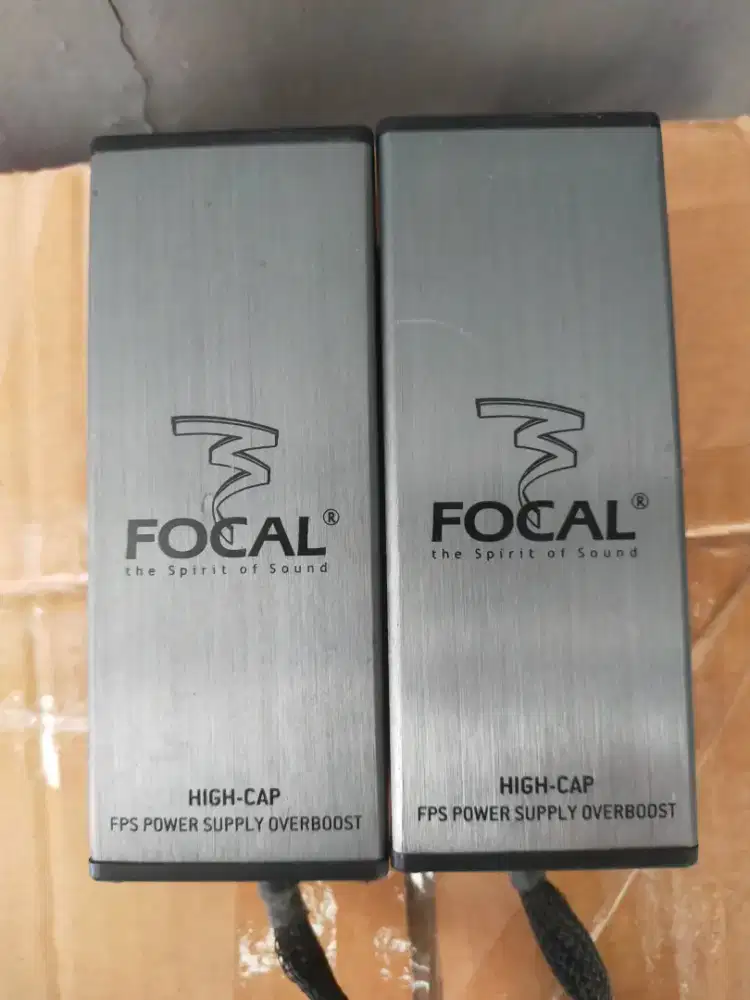 FOCAL®
the Spirit of Sound
HIGH-CAP
FPS POWER SUPPLY OVERBOOST
FOCAL®
the Spirit of Sound
HIGH-CAP
FPS POWER SUPPLY OVERBOOST